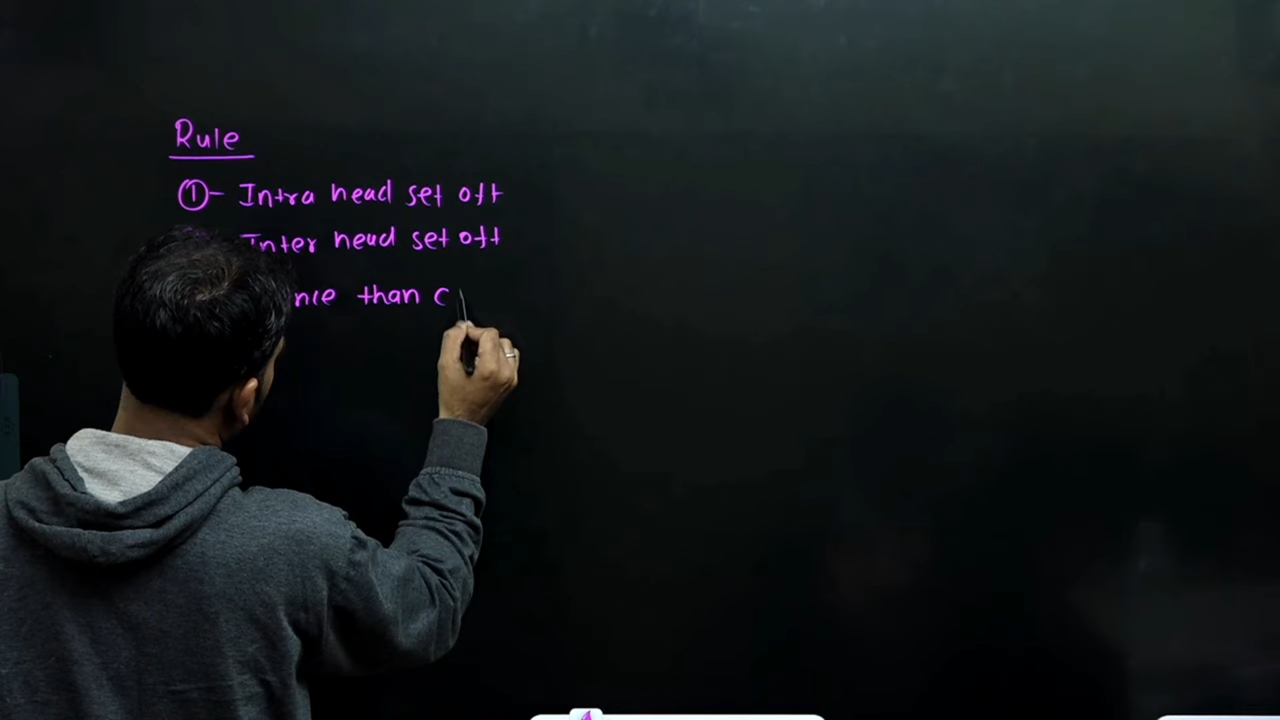 Rule
①- Intra head set off
Inter head set off
than c